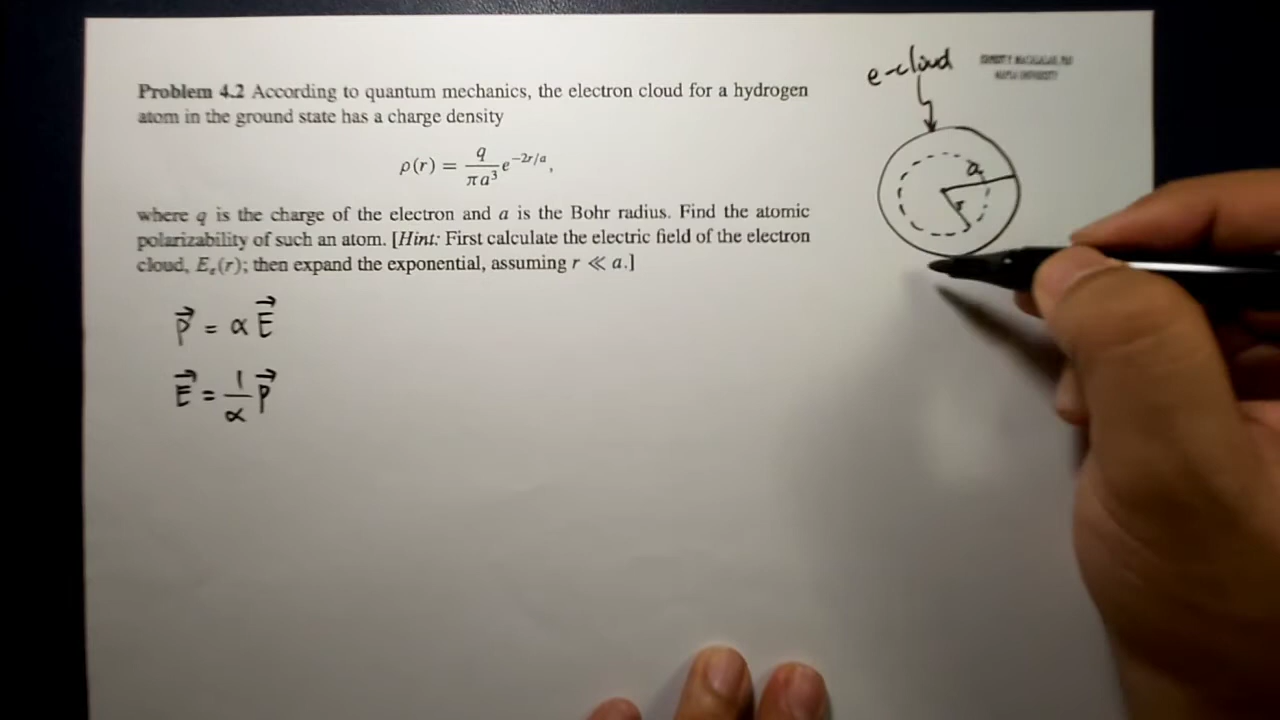 e-cloud
Problem 4.2 According to quantum mechanics, the electron cloud for a hydrogen
atom in the ground state has a charge density
ρ(r) = q/πa³ e^{-2r/a},
where q is the charge of the electron and a is the Bohr radius. Find the atomic
polarizability of such an atom. [Hint: First calculate the electric field of the electron
cloud, Eₑ(r); then expand the exponential, assuming r ≪ a.]
a
r
p⃗ = α E⃗
E⃗ = 1/α p⃗